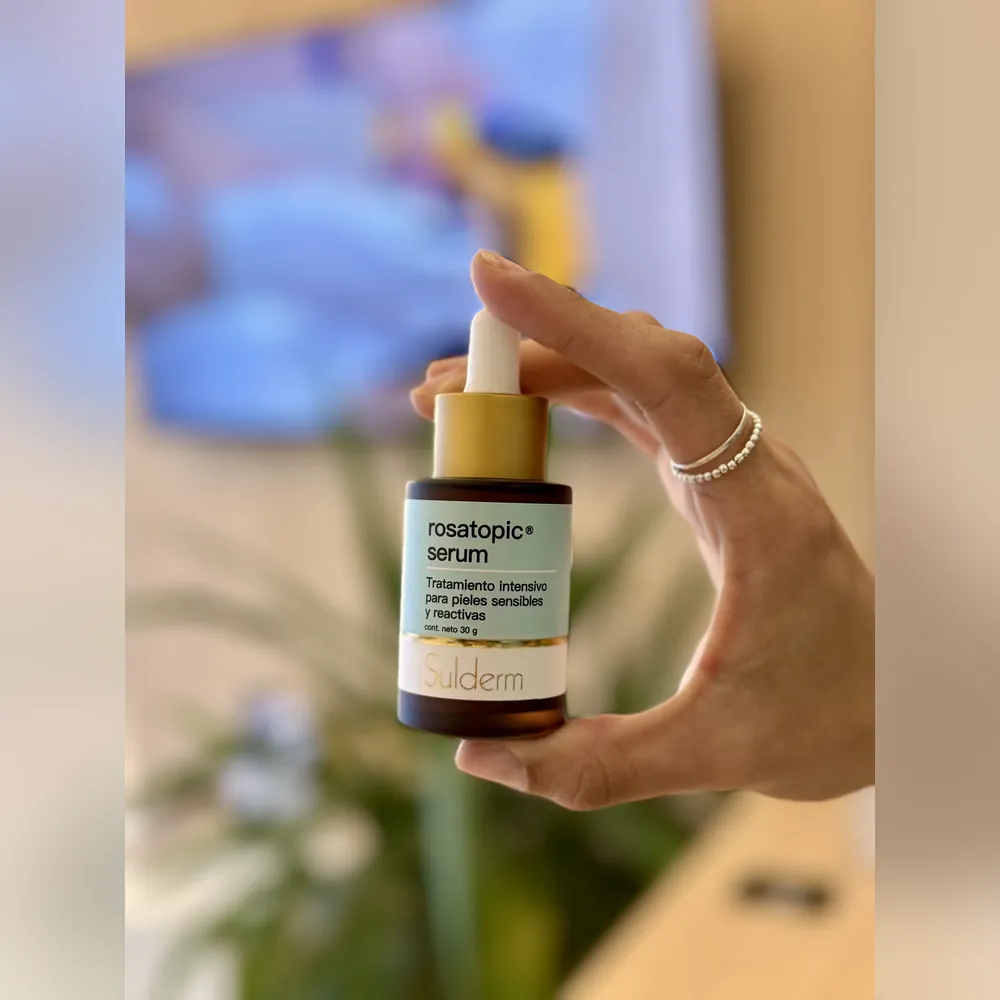 rosatopic®
serum
Tratamiento intensivo
para pieles sensibles
y reactivas
cont. neto 30 g
Sulderm